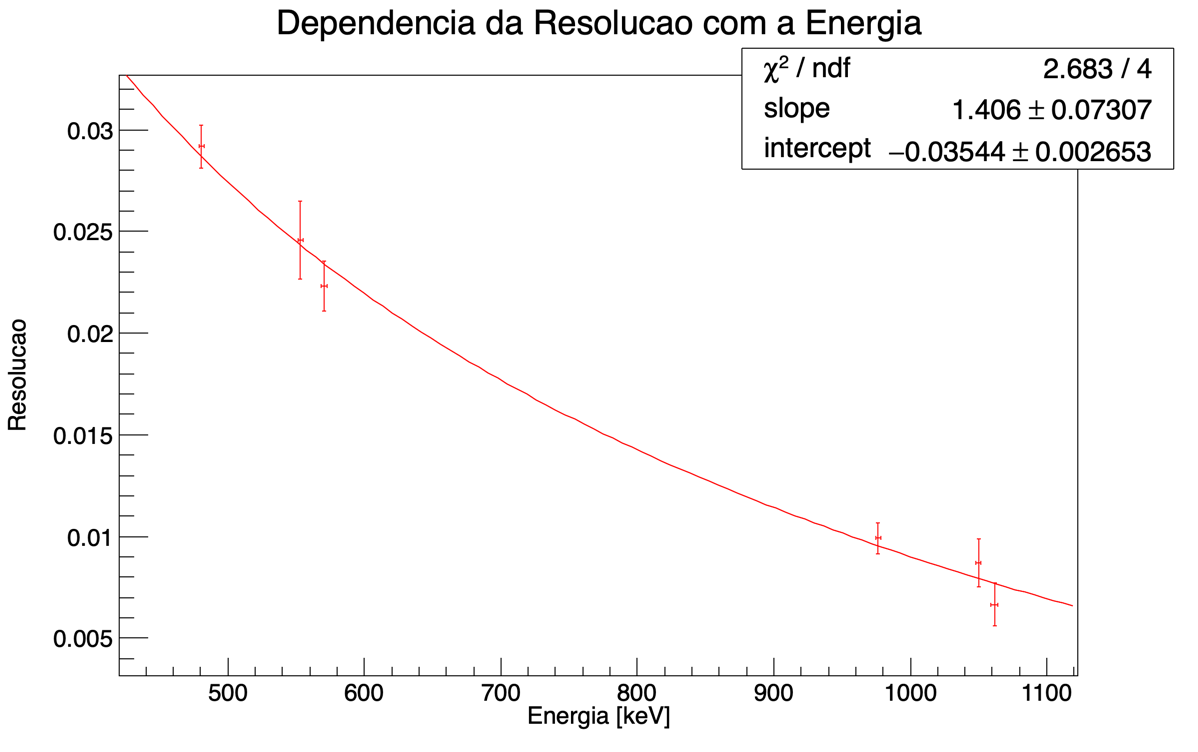 Dependencia da Resolucao com a Energia
χ² / ndf 2.683 / 4
slope 1.406 ± 0.07307
intercept −0.03544 ± 0.002653
0.03
0.025
0.02
0.015
0.01
0.005
Resolucao
500 600 700 800 900 1000 1100
Energia [keV]